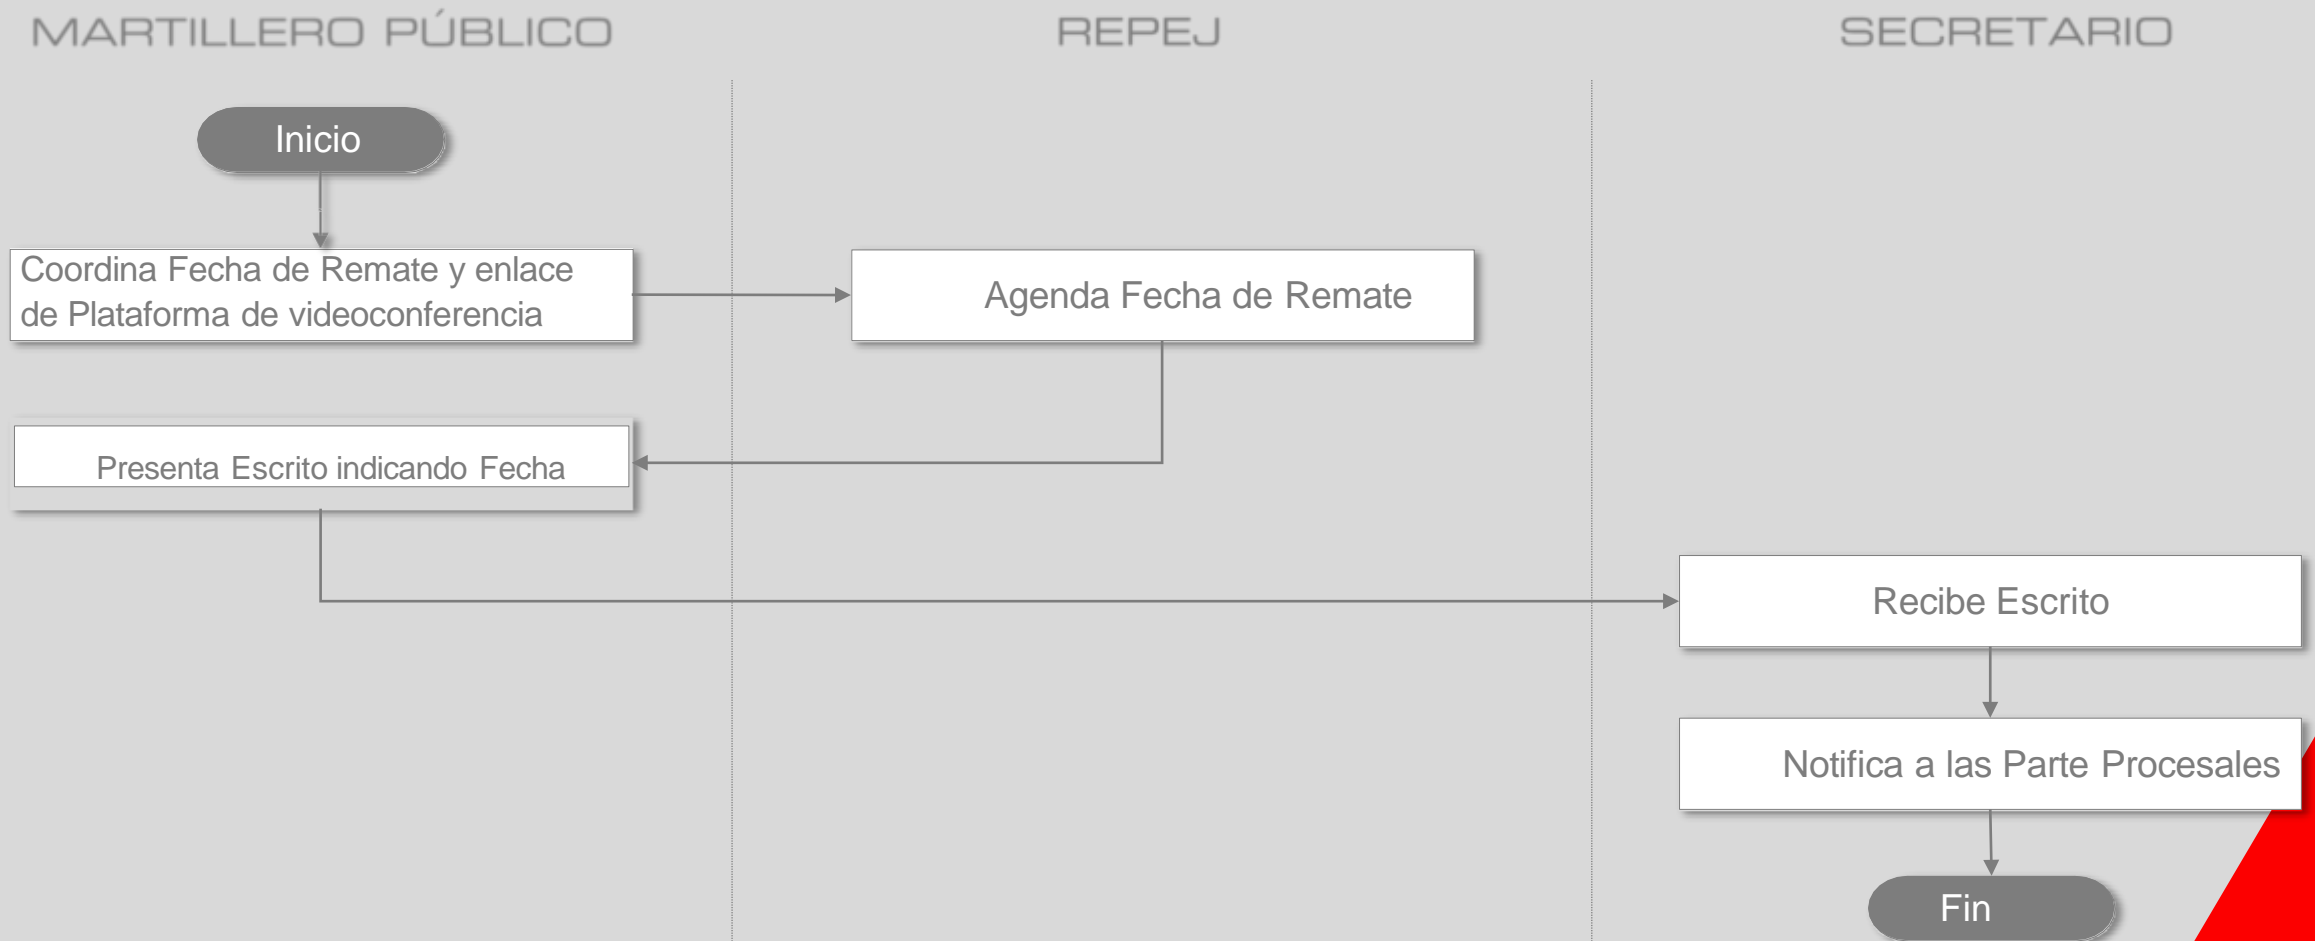 MARTILLERO PÚBLICO
REPEJ
SECRETARIO
Inicio
Coordina Fecha de Remate y enlace
de Plataforma de videoconferencia
Agenda Fecha de Remate
Presenta Escrito indicando Fecha
Recibe Escrito
Notifica a las Parte Procesales
Fin